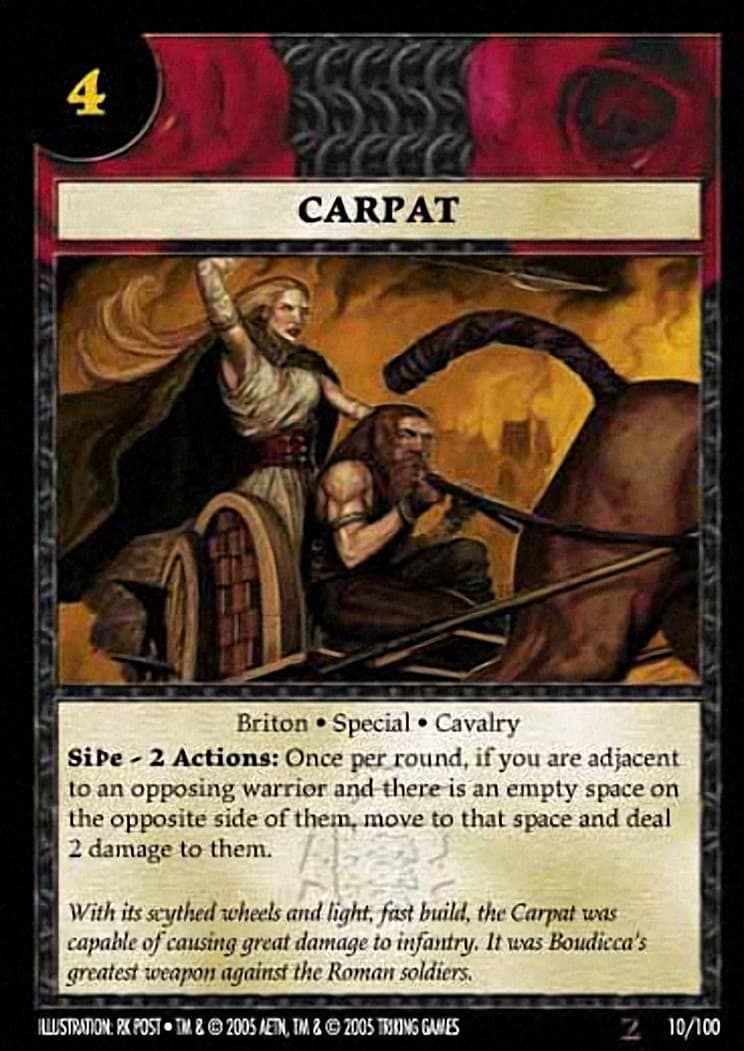 4
CARPAT
Briton • Special • Cavalry
Side - 2 Actions: Once per round, if you are adjacent
to an opposing warrior and there is an empty space on
the opposite side of them, move to that space and deal
2 damage to them.
With its scythed wheels and light, fast build, the Carpat was
capable of causing great damage to infantry. It was Boudicca's
greatest weapon against the Roman soldiers.
ILLUSTRATION: RK POST • TM & © 2005 AETN, TM & © 2005 TRIKING GAMES
10/100